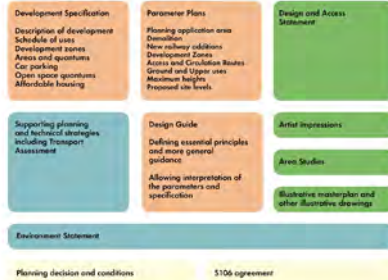 Development Specification
Description of development
Schedule of uses
Development zones
Areas and quantums
Car parking
Open space quantums
Affordable housing
Parameter Plans
Planning application area
Demolition
New railway additions
Development Zones
Access and Circulation Routes
Ground and Upper uses
Maximum heights
Proposed site levels
Design and Access
Statement
Supporting planning
and technical strategies
including Transport
Assessment
Design Guide
Defining essential principles
and more general
guidance
Allowing interpretation of
the parameters and
specification
Artist impressions
Area Studies
Illustrative masterplan and
other illustrative drawings
Environment Statement
Planning decision and conditions
S106 agreement